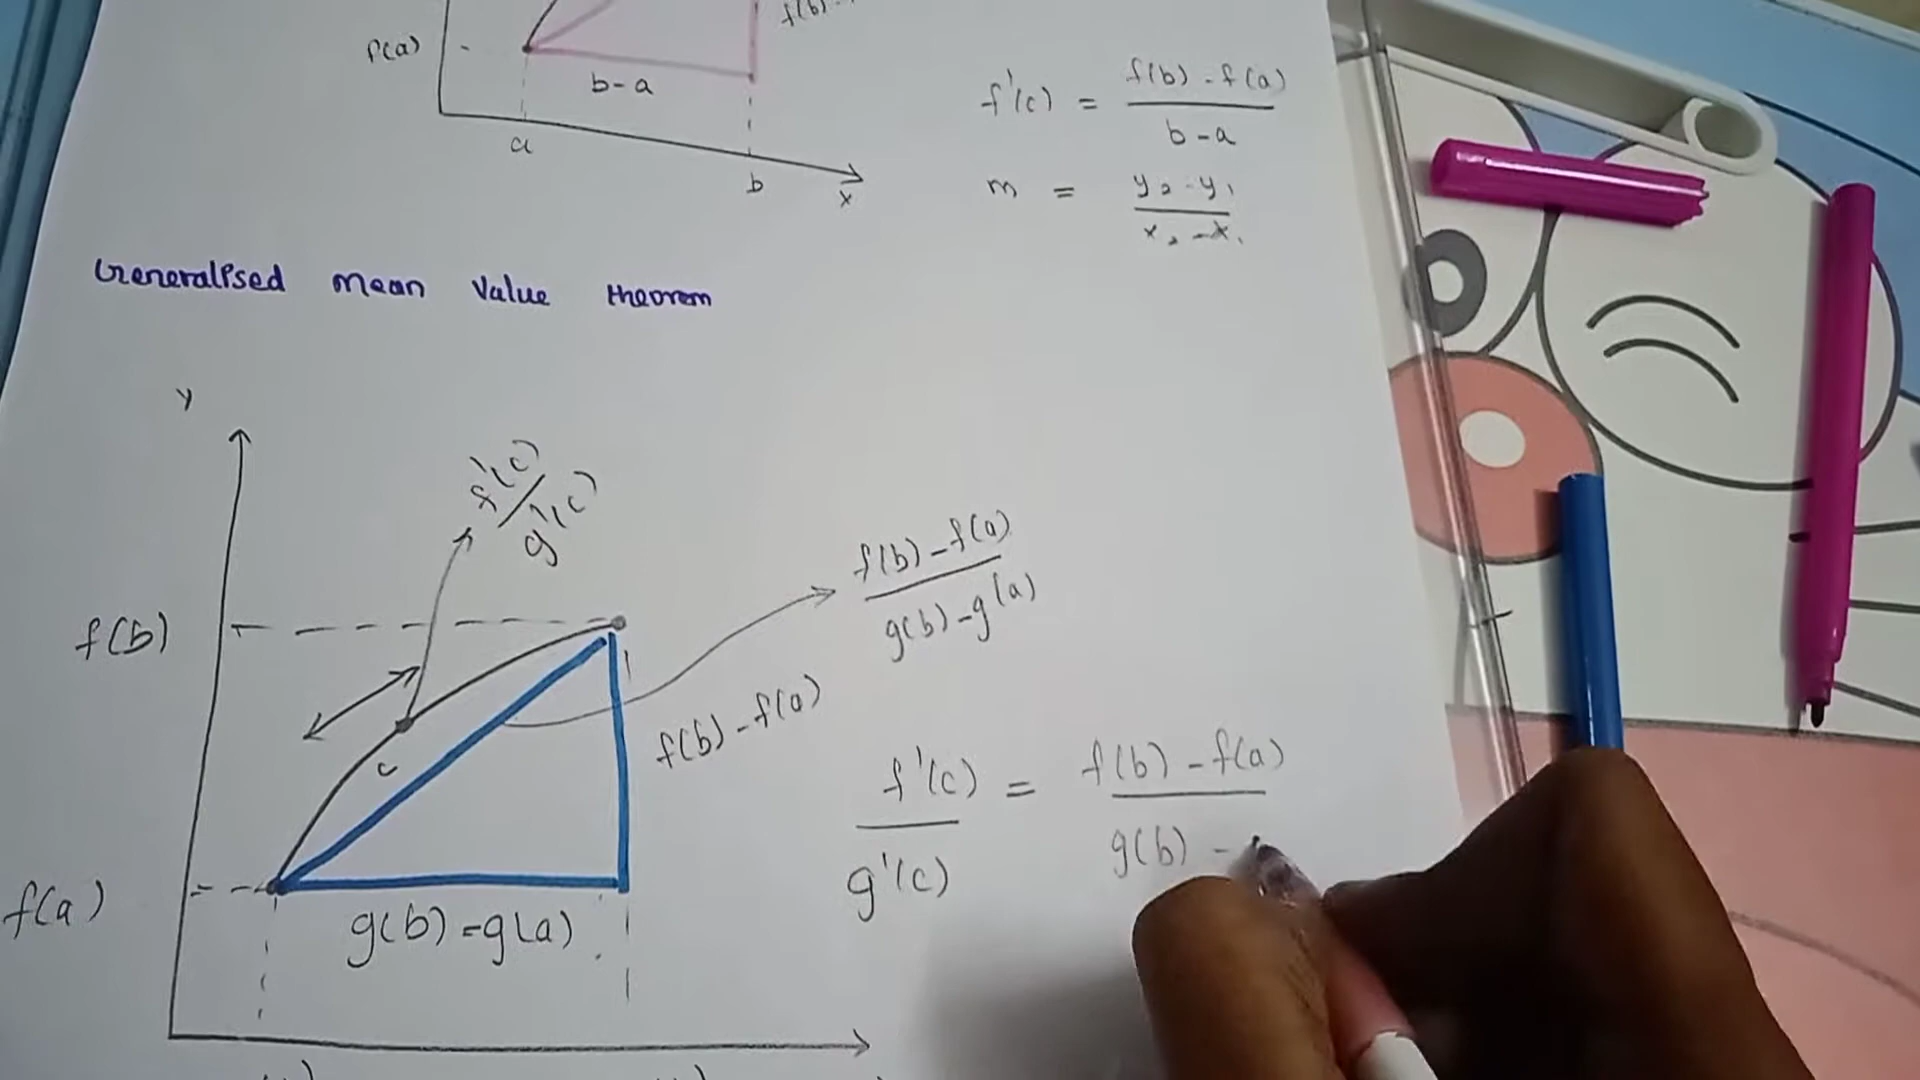 f(b) -
f(a)
b-a
a
b
x
f'(c) = f(b) - f(a)
b-a
m = y₂ - y₁
x₂ - x₁
Generalised mean value theorem
y
f'(c)
g'(c)
f(b) - f(a)
g(b) - g(a)
f(b)
f(b) - f(a)
c
f'(c) = f(b) - f(a)
g'(c) g(b) -
f(a)
g(b) - g(a)